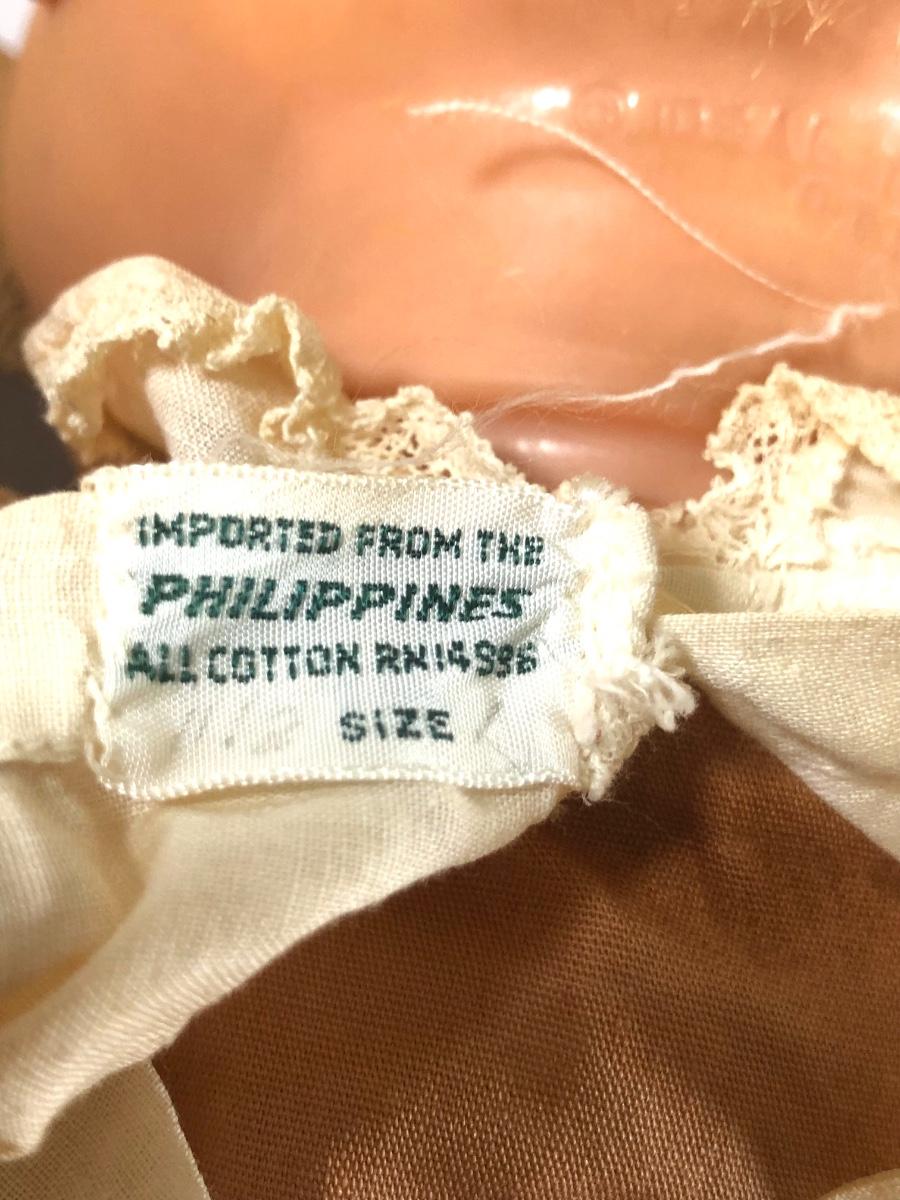 IMPORTED FROM THE
PHILIPPINES
ALL COTTON RN14996
SIZE